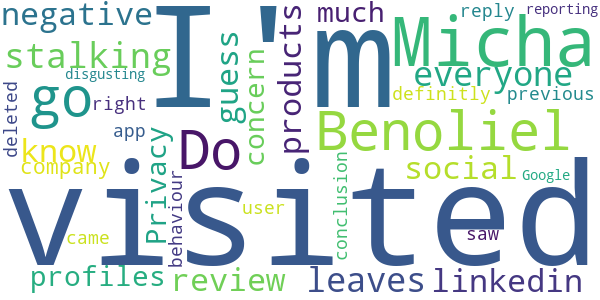 negative
I'm
much
reply
reporting
stalking
Micha
disgusting
go
guess
concern
products
everyone
definitly
previous
deleted
right
app
Do
Benoliel
know
company
Privacy
behaviour
social
Google
visited
conclusion
user
came
saw
profiles
review
leaves
linkedin